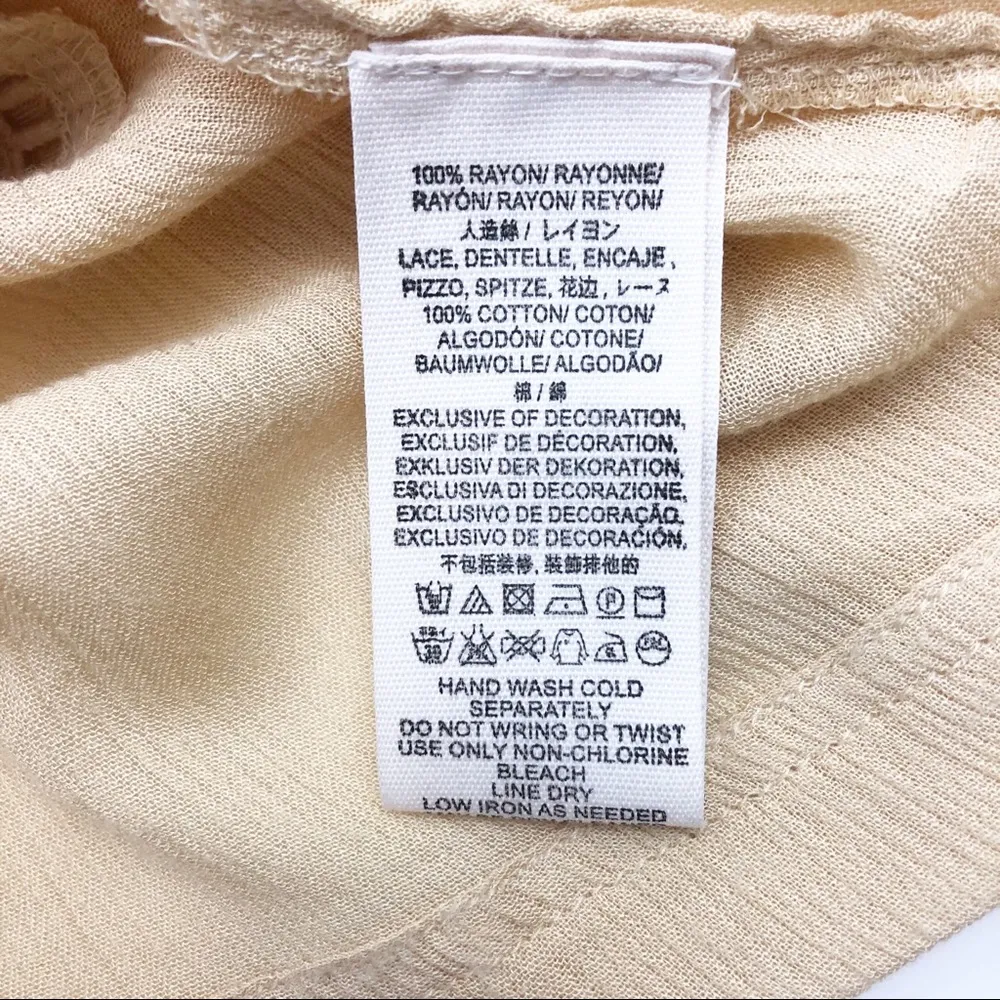 100% RAYON/ RAYONNE/
RAYÓN/ RAYON/ REYON/
人造絲 / レイヨン
LACE, DENTELLE, ENCAJE ,
PIZZO, SPITZE, 花边 , レース
100% COTTON/ COTON/
ALGODÓN/ COTONE/
BAUMWOLLE/ ALGODÃO/
棉 / 綿
EXCLUSIVE OF DECORATION,
EXCLUSIF DE DÉCORATION,
EXKLUSIV DER DEKORATION,
ESCLUSIVA DI DECORAZIONE,
EXCLUSIVO DE DECORAÇÃO,
EXCLUSIVO DE DECORACIÓN,
不包括装修, 裝飾排他的
P
30
HAND WASH COLD
SEPARATELY
DO NOT WRING OR TWIST
USE ONLY NON-CHLORINE
BLEACH
LINE DRY
LOW IRON AS NEEDED